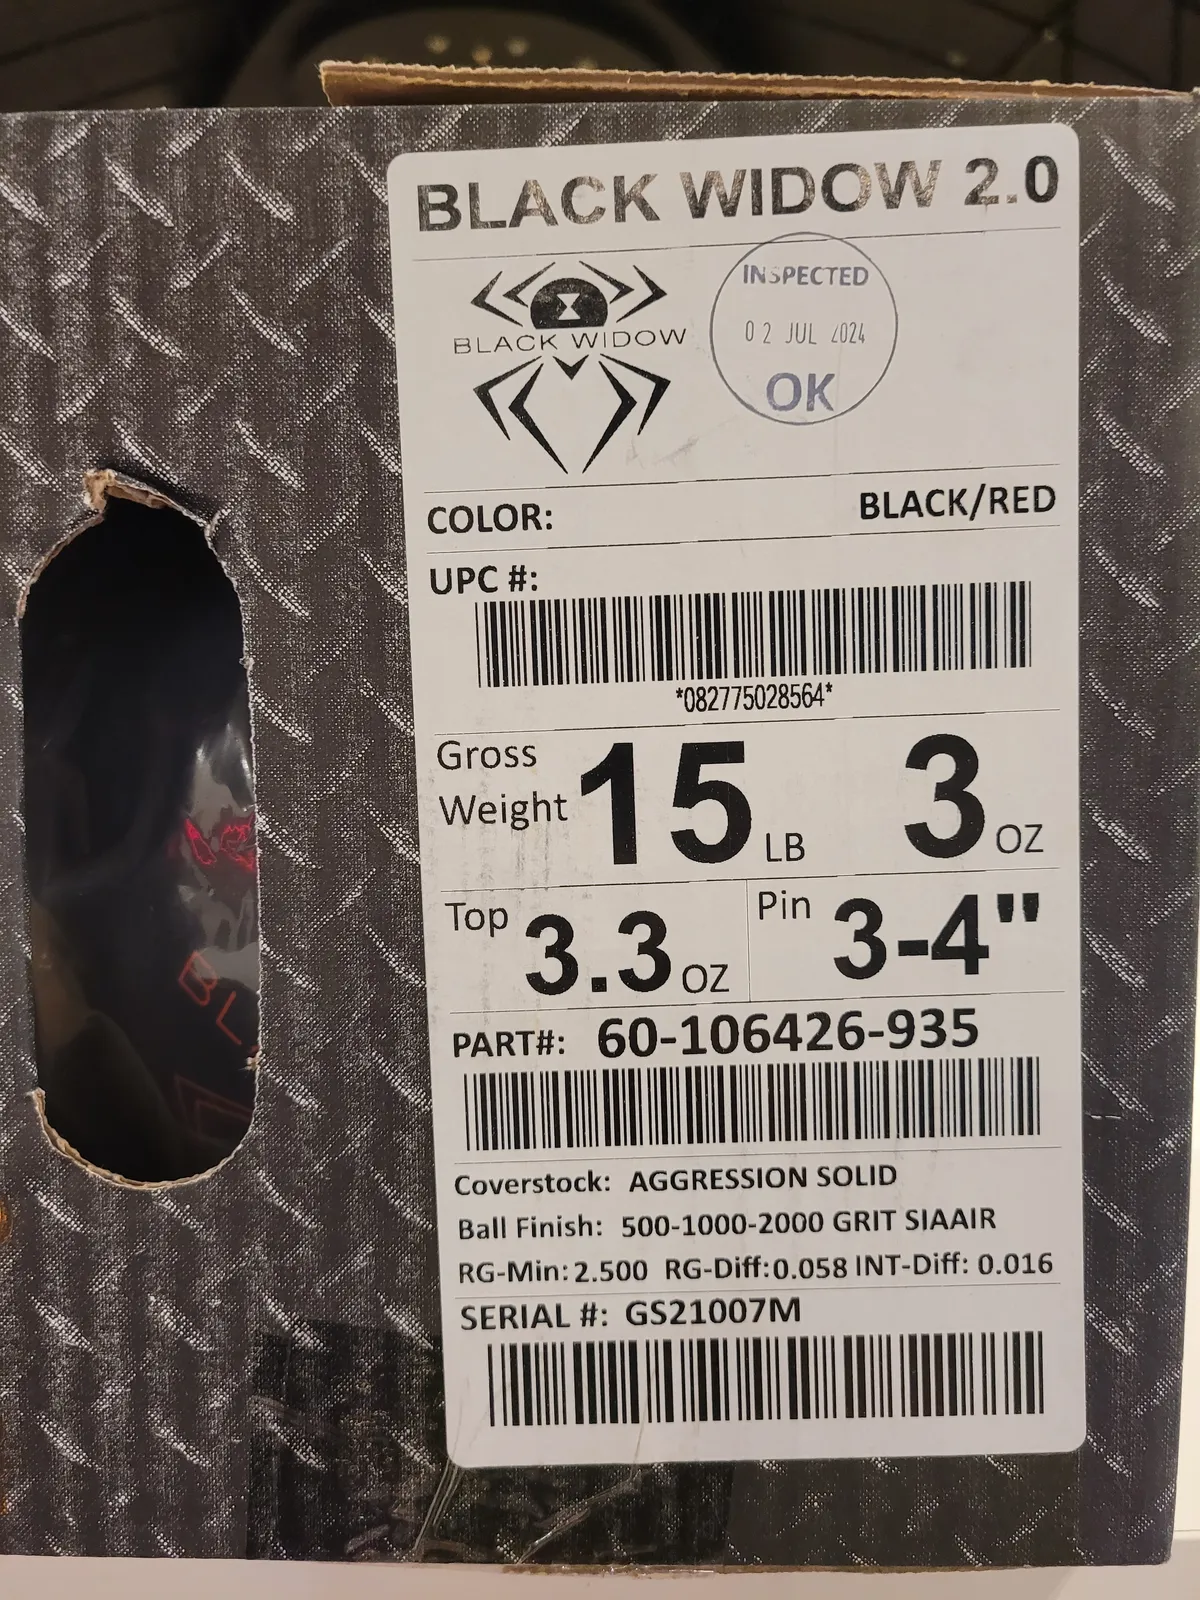 BLACK WIDOW 2.0
BLACK WIDOW
INSPECTED
02 JUL 2024
OK
COLOR: BLACK/RED
UPC #:
*082775028564*
Gross Weight 15 LB 3 OZ
Top 3.3 OZ Pin 3-4"
PART#: 60-106426-935
Coverstock: AGGRESSION SOLID
Ball Finish: 500-1000-2000 GRIT SIAAIR
RG-Min: 2.500 RG-Diff: 0.058 INT-Diff: 0.016
SERIAL #: GS21007M
BL